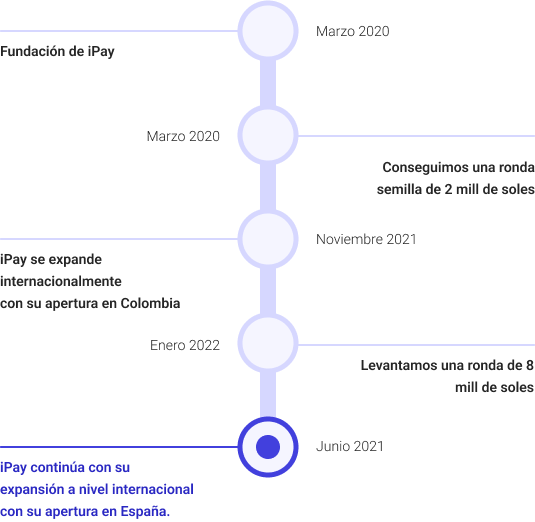 Marzo 2020
Fundación de iPay
Marzo 2020
Conseguimos una ronda
semilla de 2 mill de soles
Noviembre 2021
iPay se expande
internacionalmente
con su apertura en Colombia
Enero 2022
Levantamos una ronda de 8
mill de soles
Junio 2021
iPay continúa con su
expansión a nivel internacional
con su apertura en España.